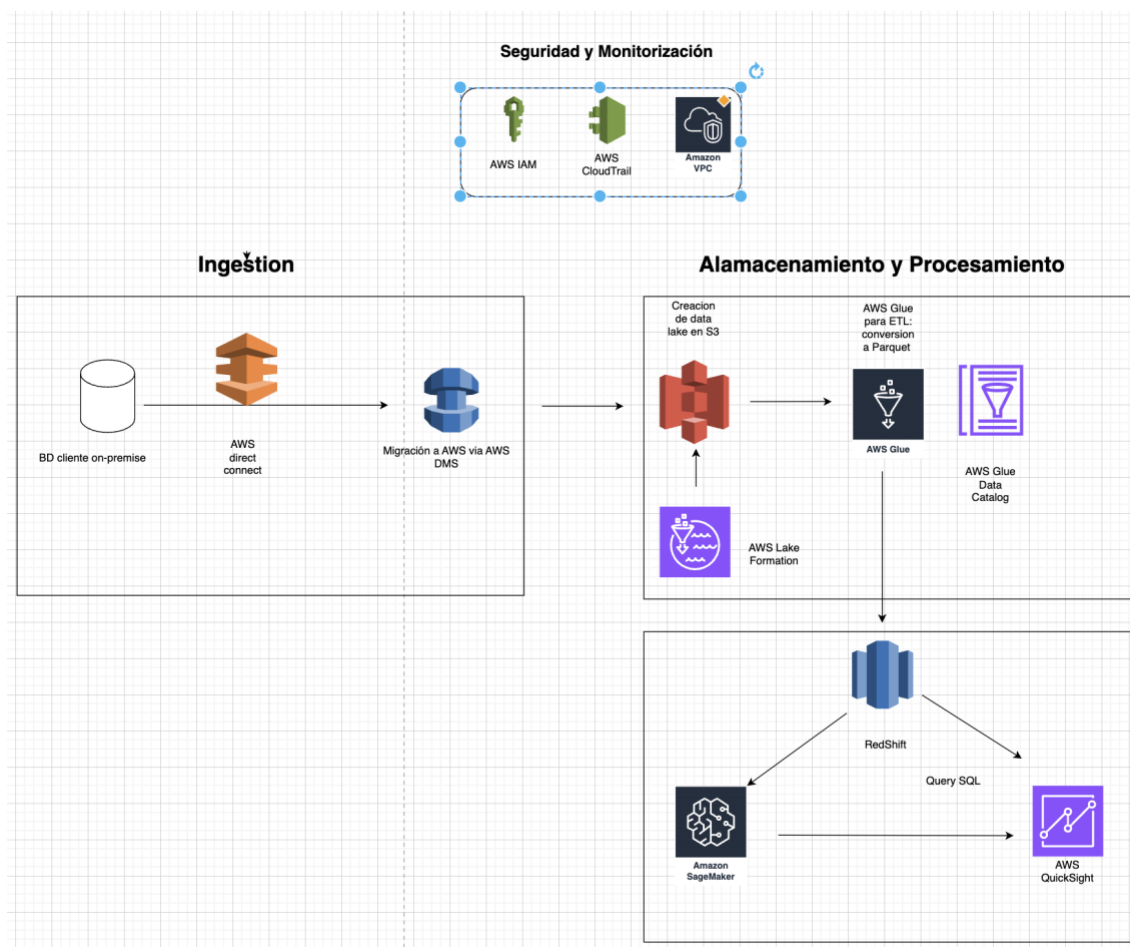 Seguridad y Monitorización
AWS IAM
AWS
CloudTrail
Amazon
VPC
Ingestion
Alamacenamiento y Procesamiento
BD cliente on-premise
AWS
direct
connect
Migración a AWS via AWS
DMS
Creacion
de data
lake en S3
AWS Glue
para ETL:
conversion
a Parquet
AWS Glue
AWS Glue
Data
Catalog
AWS Lake
Formation
RedShift
Query SQL
Amazon
SageMaker
AWS
QuickSight